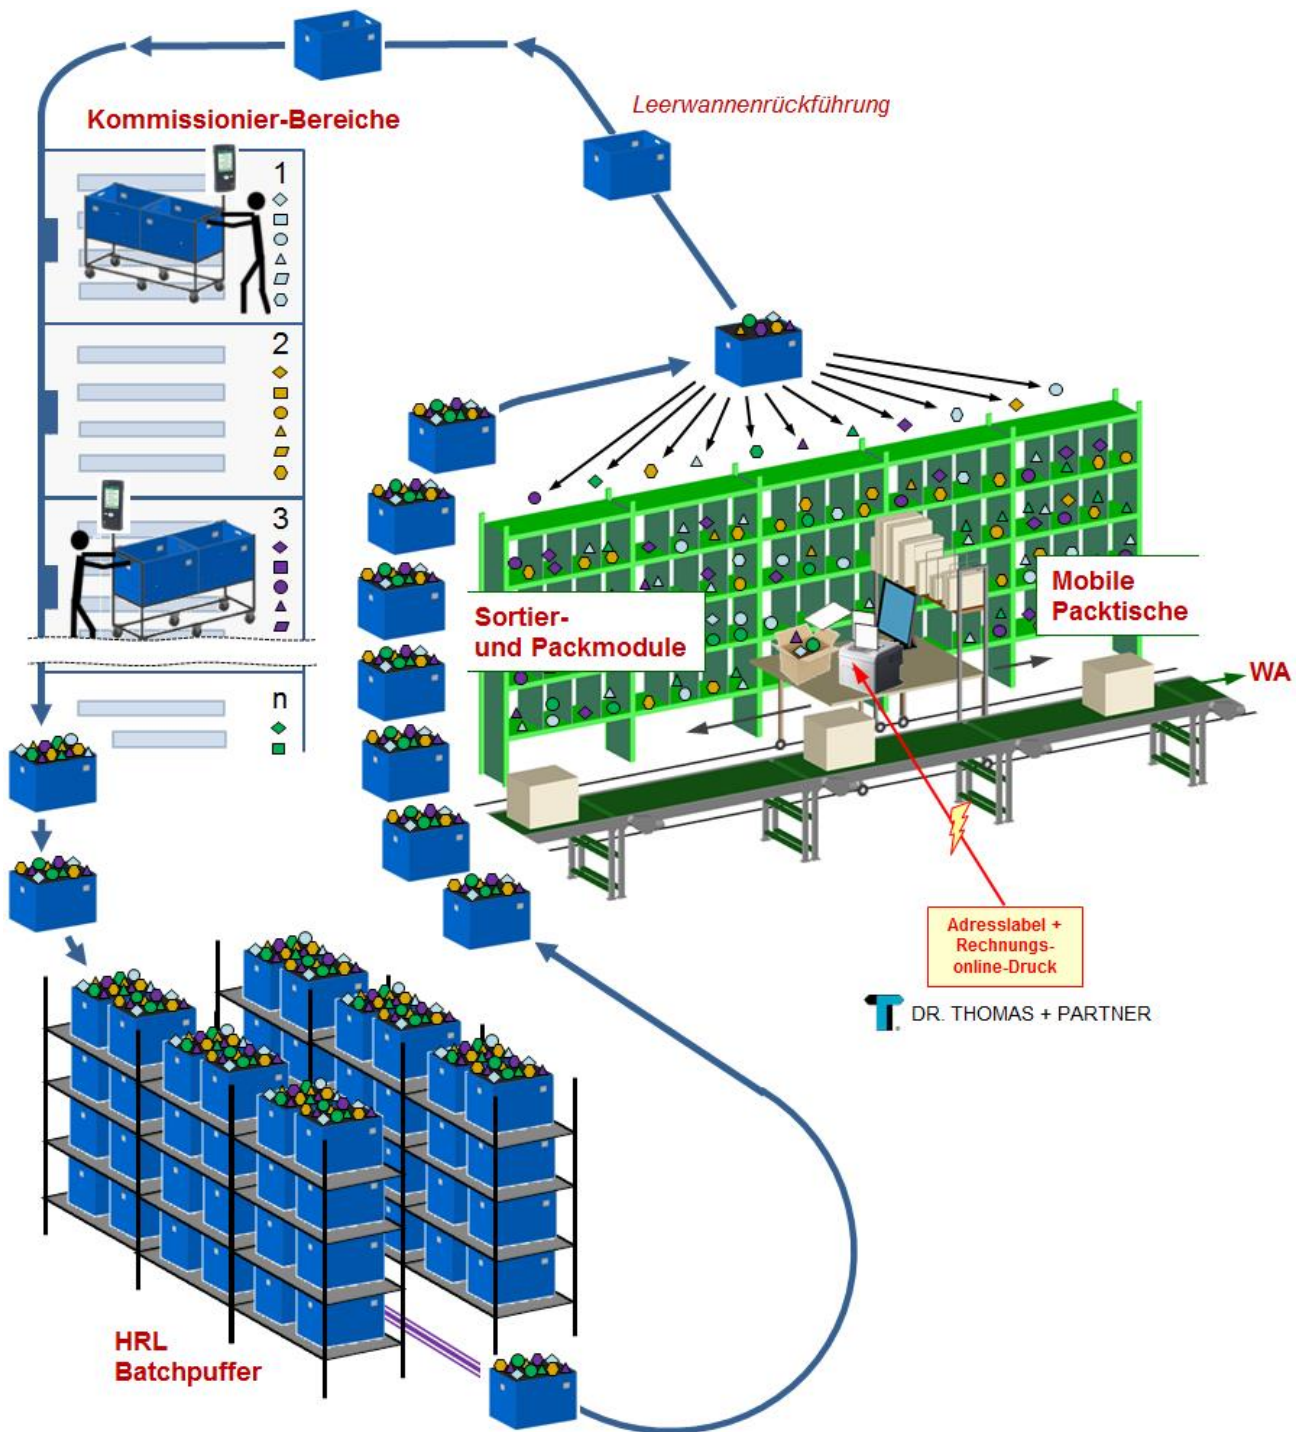 Leerwannenrückführung
Kommissionier-Bereiche
1
2
3
n
Sortier-
und Packmodule
Mobile
Packtische
WA
Adresslabel +
Rechnungs-
online-Druck
DR. THOMAS + PARTNER
HRL
Batchpuffer